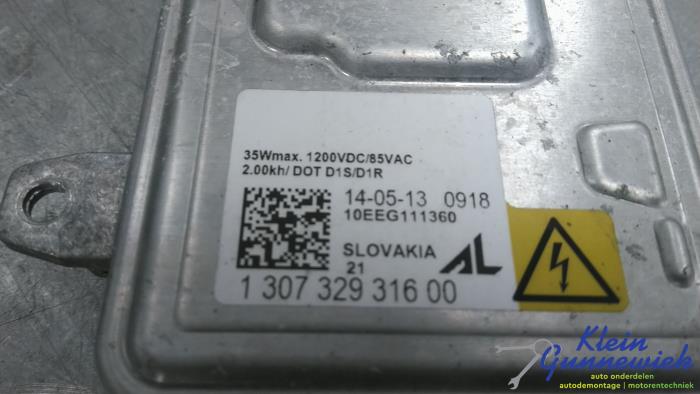 35Wmax. 1200VDC/85VAC
2.00kh/ DOT D1S/D1R
14-05-13 0918
10EEG111360
SLOVAKIA AL
21
1 307 329 316 00
Klein
Gunnewiek
auto onderdelen
autodemontage | motorentechniek